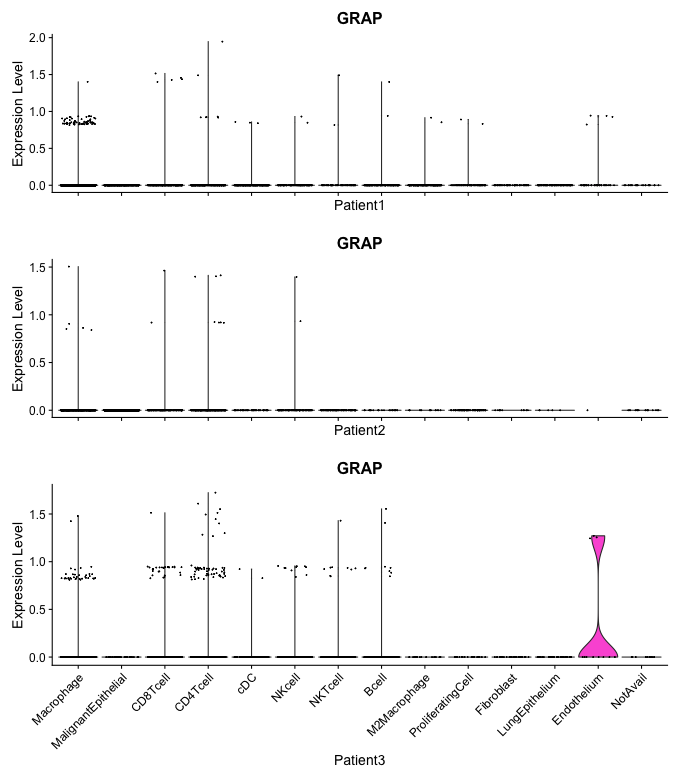 GRAP
Expression Level
2.0
1.5
1.0
0.5
0.0
Patient1
GRAP
Expression Level
1.5
1.0
0.5
0.0
Patient2
GRAP
Expression Level
1.5
1.0
0.5
0.0
Macrophage
MalignantEpithelial
CD8Tcell
CD4Tcell
cDC
NKcell
NKTcell
Bcell
M2Macrophage
ProliferatingCell
Fibroblast
LungEpithelium
Endothelium
NotAvail
Patient3